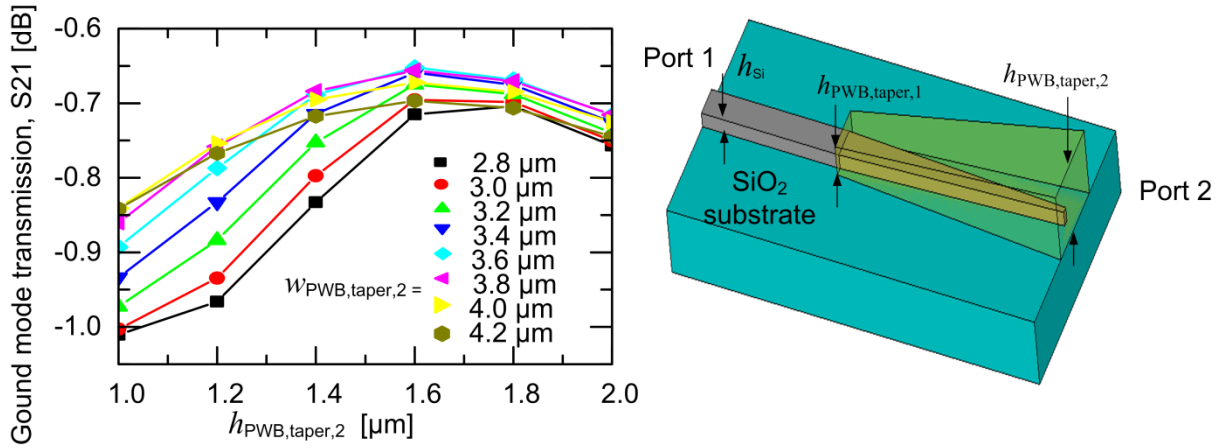 Gound mode transmission, S21 [dB]
-0.6
-0.7
-0.8
-0.9
-1.0
1.0 1.2 1.4 1.6 1.8 2.0
hPWB,taper,2 [µm]
wPWB,taper,2 =
2.8 µm
3.0 µm
3.2 µm
3.4 µm
3.6 µm
3.8 µm
4.0 µm
4.2 µm
Port 1
hSi
hPWB,taper,1
hPWB,taper,2
SiO2
substrate
Port 2